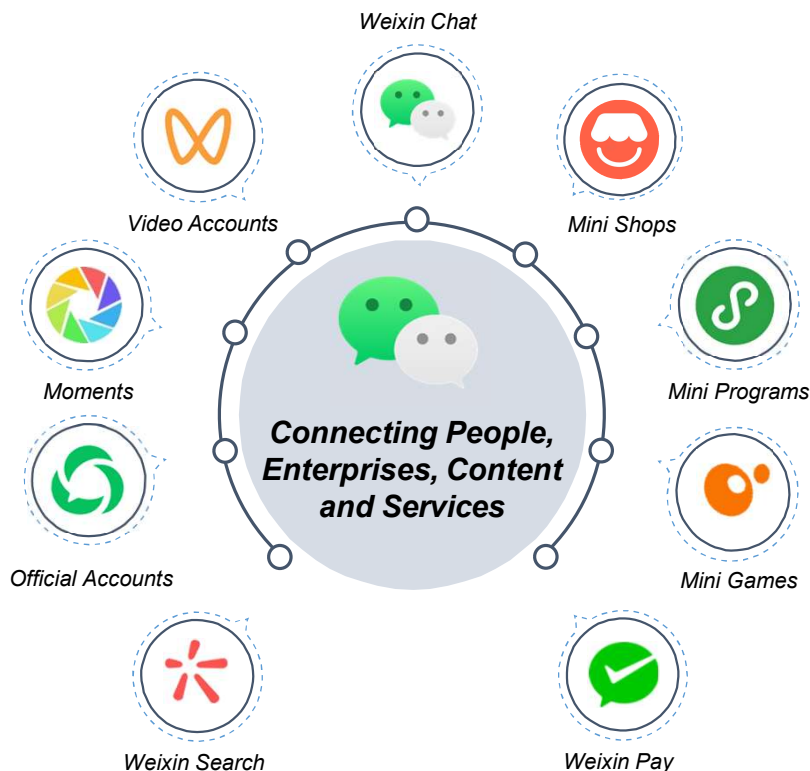 Weixin Chat
Video Accounts
Mini Shops
Moments
Mini Programs
Connecting People,
Enterprises, Content
and Services
Official Accounts
Mini Games
Weixin Search
Weixin Pay